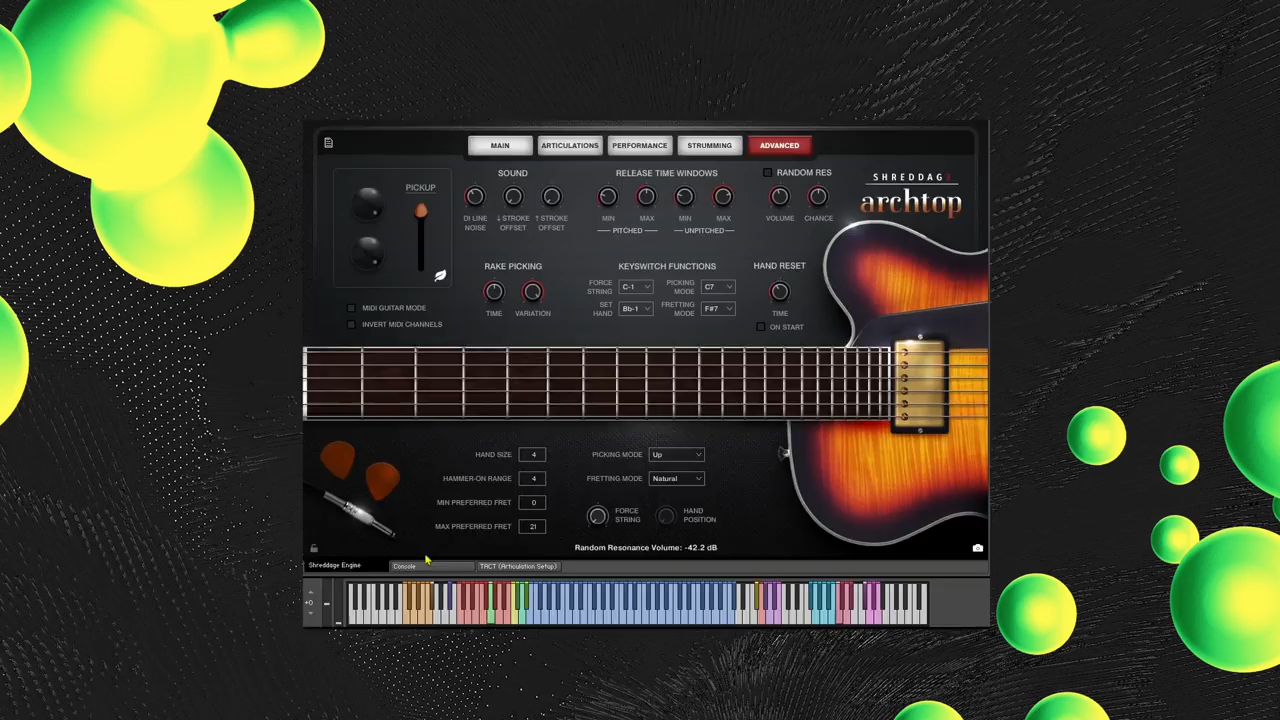 MAIN
ARTICULATIONS
PERFORMANCE
STRUMMING
ADVANCED
PICKUP
SOUND
DI LINE
NOISE
↓ STROKE
OFFSET
↑ STROKE
OFFSET
RELEASE TIME WINDOWS
MIN
MAX
MIN
MAX
PITCHED
UNPITCHED
RANDOM RES
VOLUME
CHANCE
SHREDDAGE
archtop
RAKE PICKING
TIME
VARIATION
KEYSWITCH FUNCTIONS
FORCE
STRING
C-1
PICKING
MODE
C7
SET
HAND
Bb-1
FRETTING
MODE
F#7
HAND RESET
TIME
ON START
MIDI GUITAR MODE
INVERT MIDI CHANNELS
HAND SIZE
4
HAMMER-ON RANGE
4
MIN PREFERRED FRET
0
MAX PREFERRED FRET
21
PICKING MODE
Up
FRETTING MODE
Natural
FORCE
STRING
HAND
POSITION
Random Resonance Volume: -42.2 dB
Shreddage Engine
Console
TACT (Articulation Setup)
+0